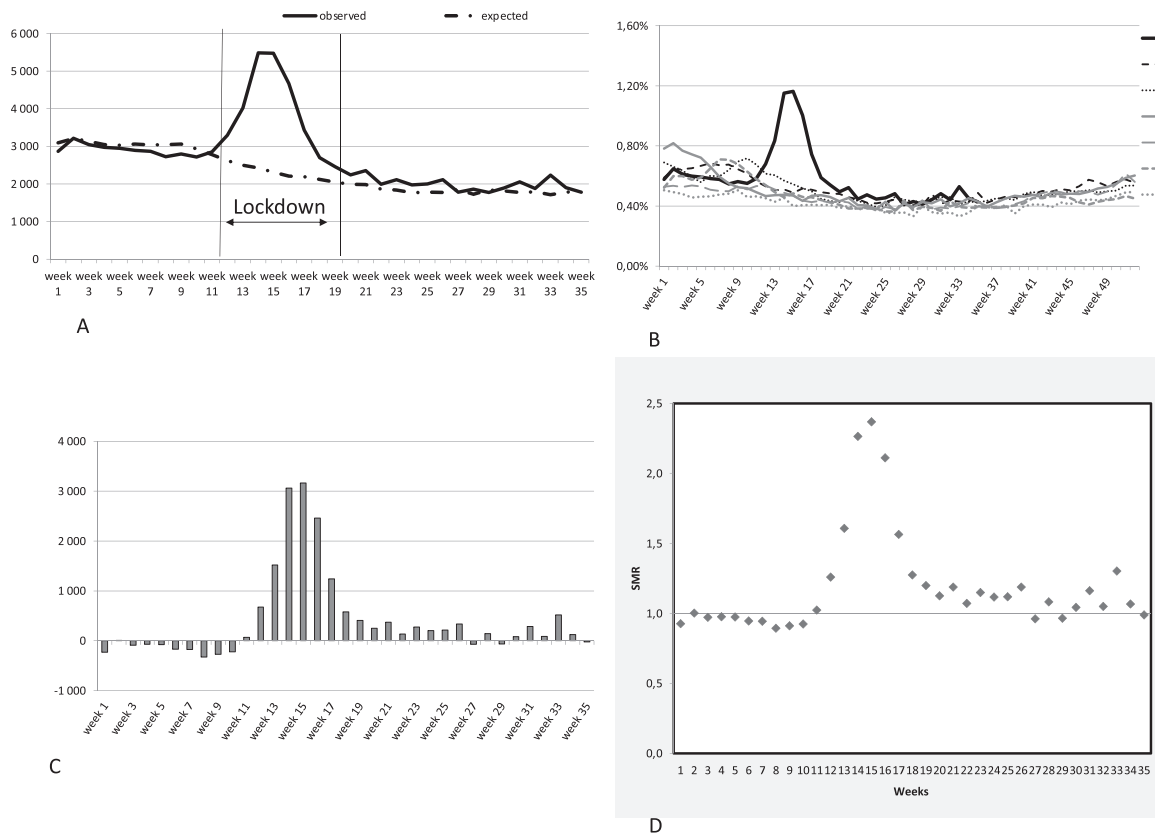 observed expected
6 000
5 000
4 000
3 000
2 000
1 000
0
Lockdown
week week week week week week week week week week week week week week week week week week
1 3 5 7 9 11 13 15 17 19 21 23 25 27 29 31 33 35
A
1,60%
1,20%
0,80%
0,40%
0,00%
week 1 week 5 week 9 week 13 week 17 week 21 week 25 week 29 week 33 week 37 week 41 week 45 week 49
B
4 000
3 000
2 000
1 000
0
-1 000
week 1 week 3 week 5 week 7 week 9 week 11 week 13 week 15 week 17 week 19 week 21 week 23 week 25 week 27 week 29 week 31 week 33 week 35
C
2,5
2,0
1,5
1,0
0,5
0,0
SMR
1 2 3 4 5 6 7 8 9 10 11 12 13 14 15 16 17 18 19 20 21 22 23 24 25 26 27 28 29 30 31 32 33 34 35
Weeks
D